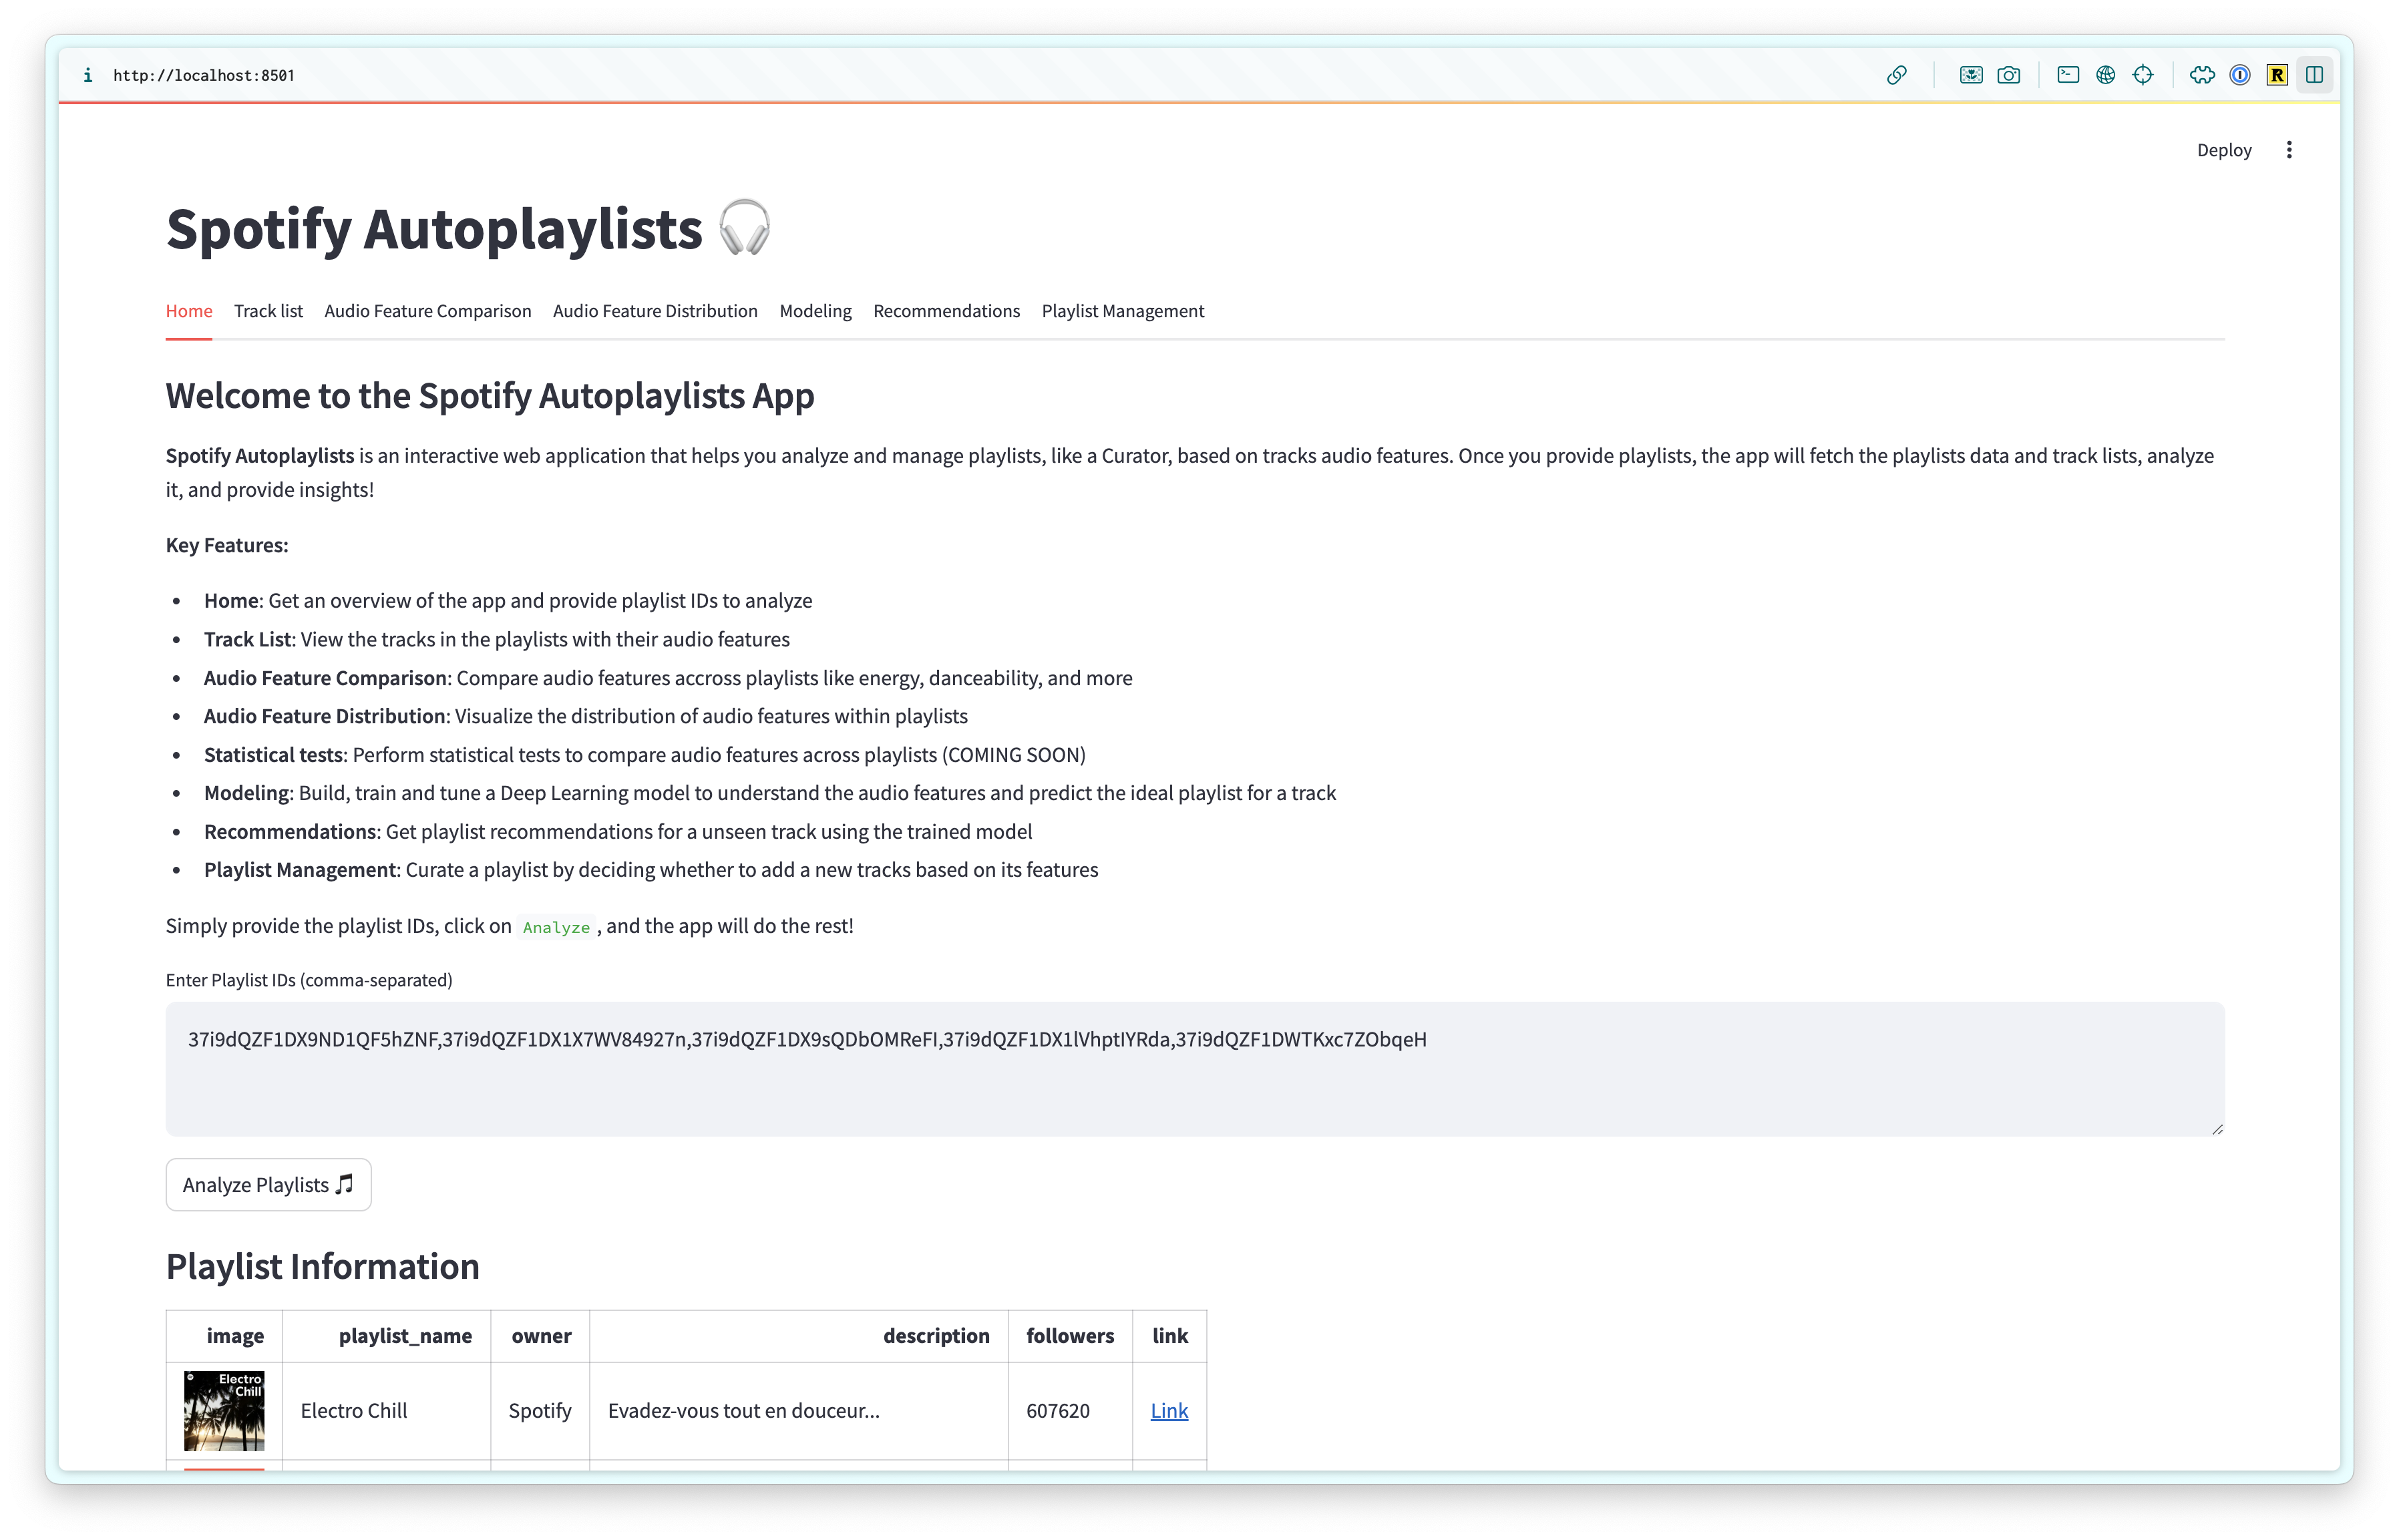 http://localhost:8501
Deploy
Spotify Autoplaylists
Home Track list Audio Feature Comparison Audio Feature Distribution Modeling Recommendations Playlist Management
Welcome to the Spotify Autoplaylists App
Spotify Autoplaylists is an interactive web application that helps you analyze and manage playlists, like a Curator, based on tracks audio features. Once you provide playlists, the app will fetch the playlists data and track lists, analyze
it, and provide insights!
Key Features:
• Home: Get an overview of the app and provide playlist IDs to analyze
• Track List: View the tracks in the playlists with their audio features
• Audio Feature Comparison: Compare audio features accross playlists like energy, danceability, and more
• Audio Feature Distribution: Visualize the distribution of audio features within playlists
• Statistical tests: Perform statistical tests to compare audio features across playlists (COMING SOON)
• Modeling: Build, train and tune a Deep Learning model to understand the audio features and predict the ideal playlist for a track
• Recommendations: Get playlist recommendations for a unseen track using the trained model
• Playlist Management: Curate a playlist by deciding whether to add a new tracks based on its features
Simply provide the playlist IDs, click on Analyze , and the app will do the rest!
Enter Playlist IDs (comma-separated)
37i9dQZF1DX9ND1QF5hZNF,37i9dQZF1DX1X7WV84927n,37i9dQZF1DX9sQDbOMReFI,37i9dQZF1DX1lVhptIYRda,37i9dQZF1DWTKxc7ZObqeH
Analyze Playlists
Playlist Information
image playlist_name owner description followers link
Electro
Chill
Electro Chill Spotify Evadez-vous tout en douceur... 607620 Link